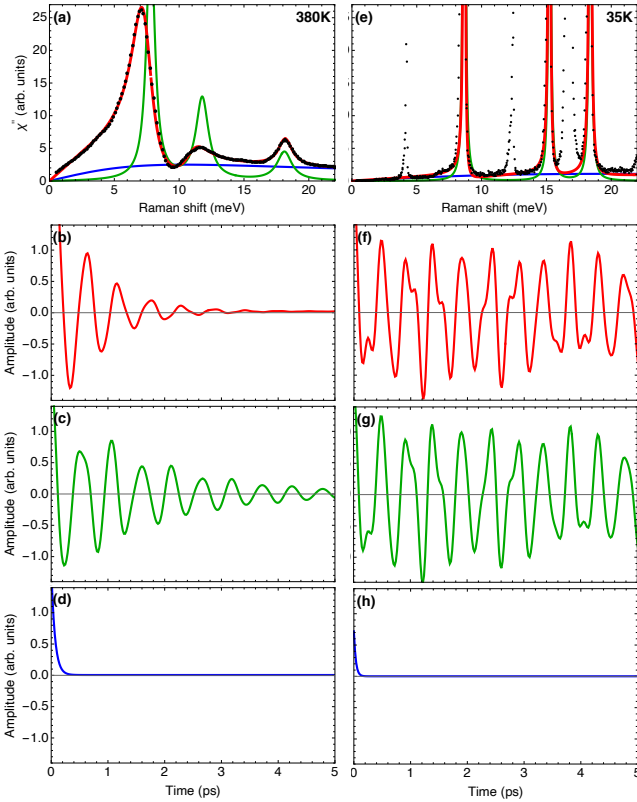 (a) 380K
χ'' (arb. units)
25
20
15
10
5
0
0 5 10 15 20
Raman shift (meV)
(e) 35K
0 5 10 15 20
Raman shift (meV)
(b)
Amplitude (arb. units)
1.0
0.5
0.0
−0.5
−1.0
(f)
(c)
Amplitude (arb. units)
1.0
0.5
0.0
−0.5
−1.0
(g)
(d)
Amplitude (arb. units)
1.0
0.5
0.0
−0.5
−1.0
0 1 2 3 4 5
Time (ps)
(h)
0 1 2 3 4 5
Time (ps)